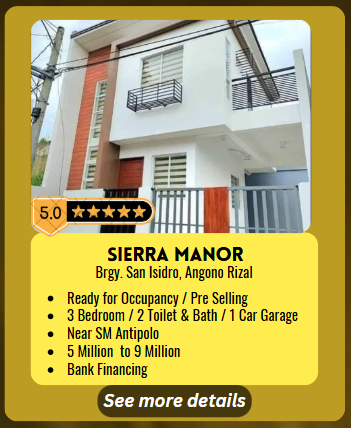 5.0
SIERRA MANOR
Brgy. San Isidro, Angono Rizal
Ready for Occupancy / Pre Selling
3 Bedroom / 2 Toilet & Bath / 1 Car Garage
Near SM Antipolo
5 Million to 9 Million
Bank Financing
See more details